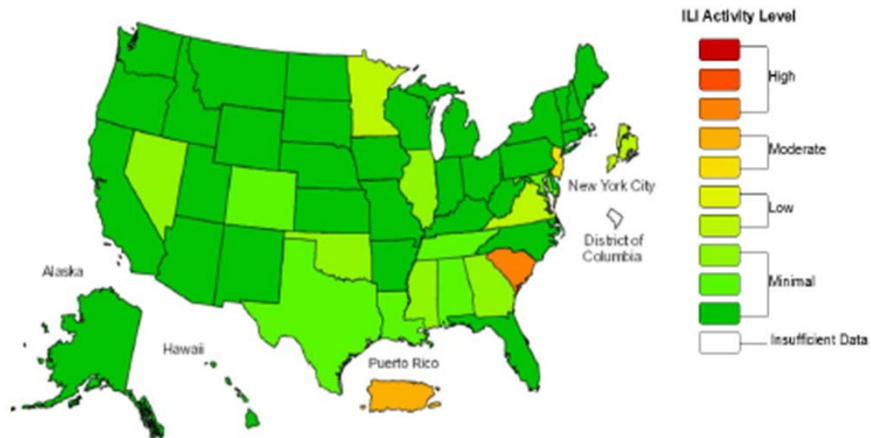 ILI Activity Level
High
Moderate
Low
Minimal
Insufficient Data
New York City
District of
Columbia
Alaska
Hawaii
Puerto Rico